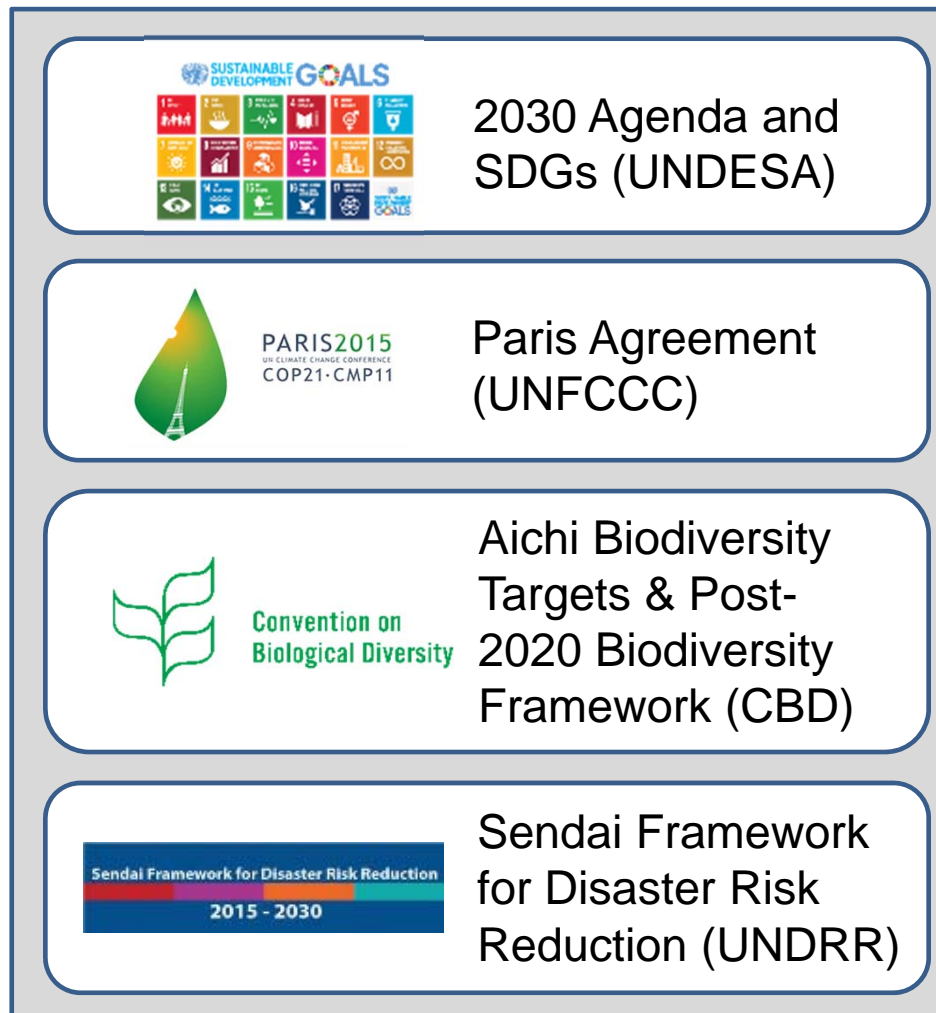 SUSTAINABLE
DEVELOPMENT GOALS
2030 Agenda and
SDGs (UNDESA)
PARIS2015
UN CLIMATE CHANGE CONFERENCE
COP21·CMP11
Paris Agreement
(UNFCCC)
Convention on
Biological Diversity
Aichi Biodiversity
Targets & Post-
2020 Biodiversity
Framework (CBD)
Sendai Framework for Disaster Risk Reduction
2015 - 2030
Sendai Framework
for Disaster Risk
Reduction (UNDRR)